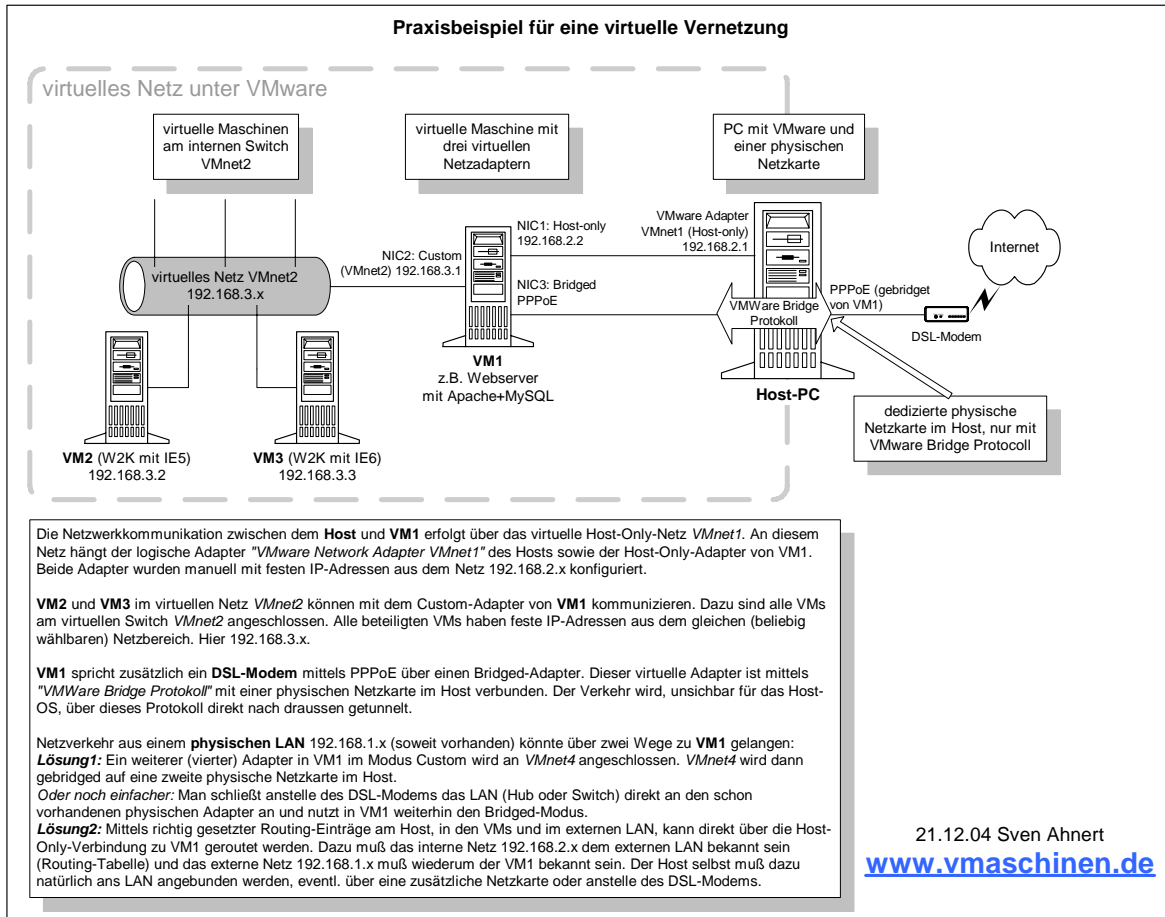 Praxisbeispiel für eine virtuelle Vernetzung
virtuelles Netz unter VMware
virtuelle Maschinen
am internen Switch
VMnet2
virtuelle Maschine mit
drei virtuellen
Netzadaptern
PC mit VMware und
einer physischen
Netzkarte
NIC1: Host-only
192.168.2.2
VMware Adapter
VMnet1 (Host-only)
192.168.2.1
Internet
NIC2: Custom
(VMnet2) 192.168.3.1
virtuelles Netz VMnet2
192.168.3.x
NIC3: Bridged
PPPoE
VMWare Bridge
Protokoll
PPPoE (gebridget
von VM1)
DSL-Modem
VM1
z.B. Webserver
mit Apache+MySQL
Host-PC
dedizierte physische
Netzkarte im Host, nur mit
VMware Bridge Protocoll
VM2 (W2K mit IE5)
192.168.3.2
VM3 (W2K mit IE6)
192.168.3.3
Die Netzwerkkommunikation zwischen dem Host und VM1 erfolgt über das virtuelle Host-Only-Netz VMnet1. An diesem
Netz hängt der logische Adapter "VMware Network Adapter VMnet1" des Hosts sowie der Host-Only-Adapter von VM1.
Beide Adapter wurden manuell mit festen IP-Adressen aus dem Netz 192.168.2.x konfiguriert.
VM2 und VM3 im virtuellen Netz VMnet2 können mit dem Custom-Adapter von VM1 kommunizieren. Dazu sind alle VMs
am virtuellen Switch VMnet2 angeschlossen. Alle beteiligten VMs haben feste IP-Adressen aus dem gleichen (beliebig
wählbaren) Netzbereich. Hier 192.168.3.x.
VM1 spricht zusätzlich ein DSL-Modem mittels PPPoE über einen Bridged-Adapter. Dieser virtuelle Adapter ist mittels
"VMWare Bridge Protokoll" mit einer physischen Netzkarte im Host verbunden. Der Verkehr wird, unsichbar für das Host-
OS, über dieses Protokoll direkt nach draussen getunnelt.
Netzverkehr aus einem physischen LAN 192.168.1.x (soweit vorhanden) könnte über zwei Wege zu VM1 gelangen:
Lösung1: Ein weiterer (vierter) Adapter in VM1 im Modus Custom wird an VMnet4 angeschlossen. VMnet4 wird dann
gebridged auf eine zweite physische Netzkarte im Host.
Oder noch einfacher: Man schließt anstelle des DSL-Modems das LAN (Hub oder Switch) direkt an den schon
vorhandenen physischen Adapter an und nutzt in VM1 weiterhin den Bridged-Modus.
Lösung2: Mittels richtig gesetzter Routing-Einträge am Host, in den VMs und im externen LAN, kann direkt über die Host-
Only-Verbindung zu VM1 geroutet werden. Dazu muß das interne Netz 192.168.2.x dem externen LAN bekannt sein
(Routing-Tabelle) und das externe Netz 192.168.1.x muß wiederum der VM1 bekannt sein. Der Host selbst muß dazu
natürlich ans LAN angebunden werden, eventl. über eine zusätzliche Netzkarte oder anstelle des DSL-Modems.
21.12.04 Sven Ahnert
www.vmaschinen.de